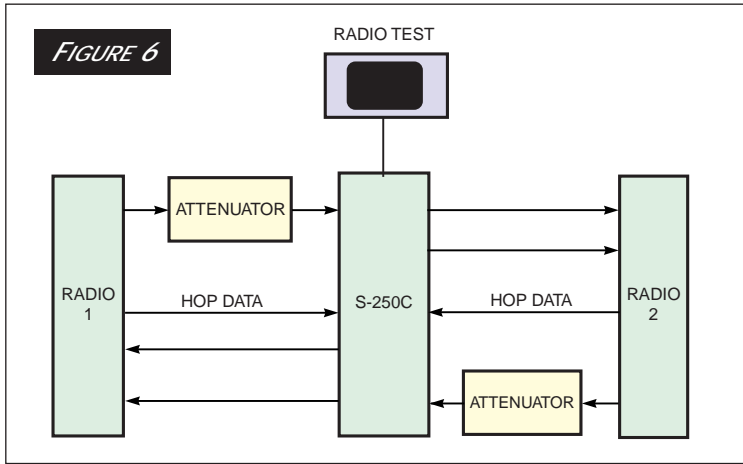 FIGURE 6
RADIO TEST
ATTENUATOR
RADIO
1
HOP DATA
S-250C
HOP DATA
RADIO
2
ATTENUATOR